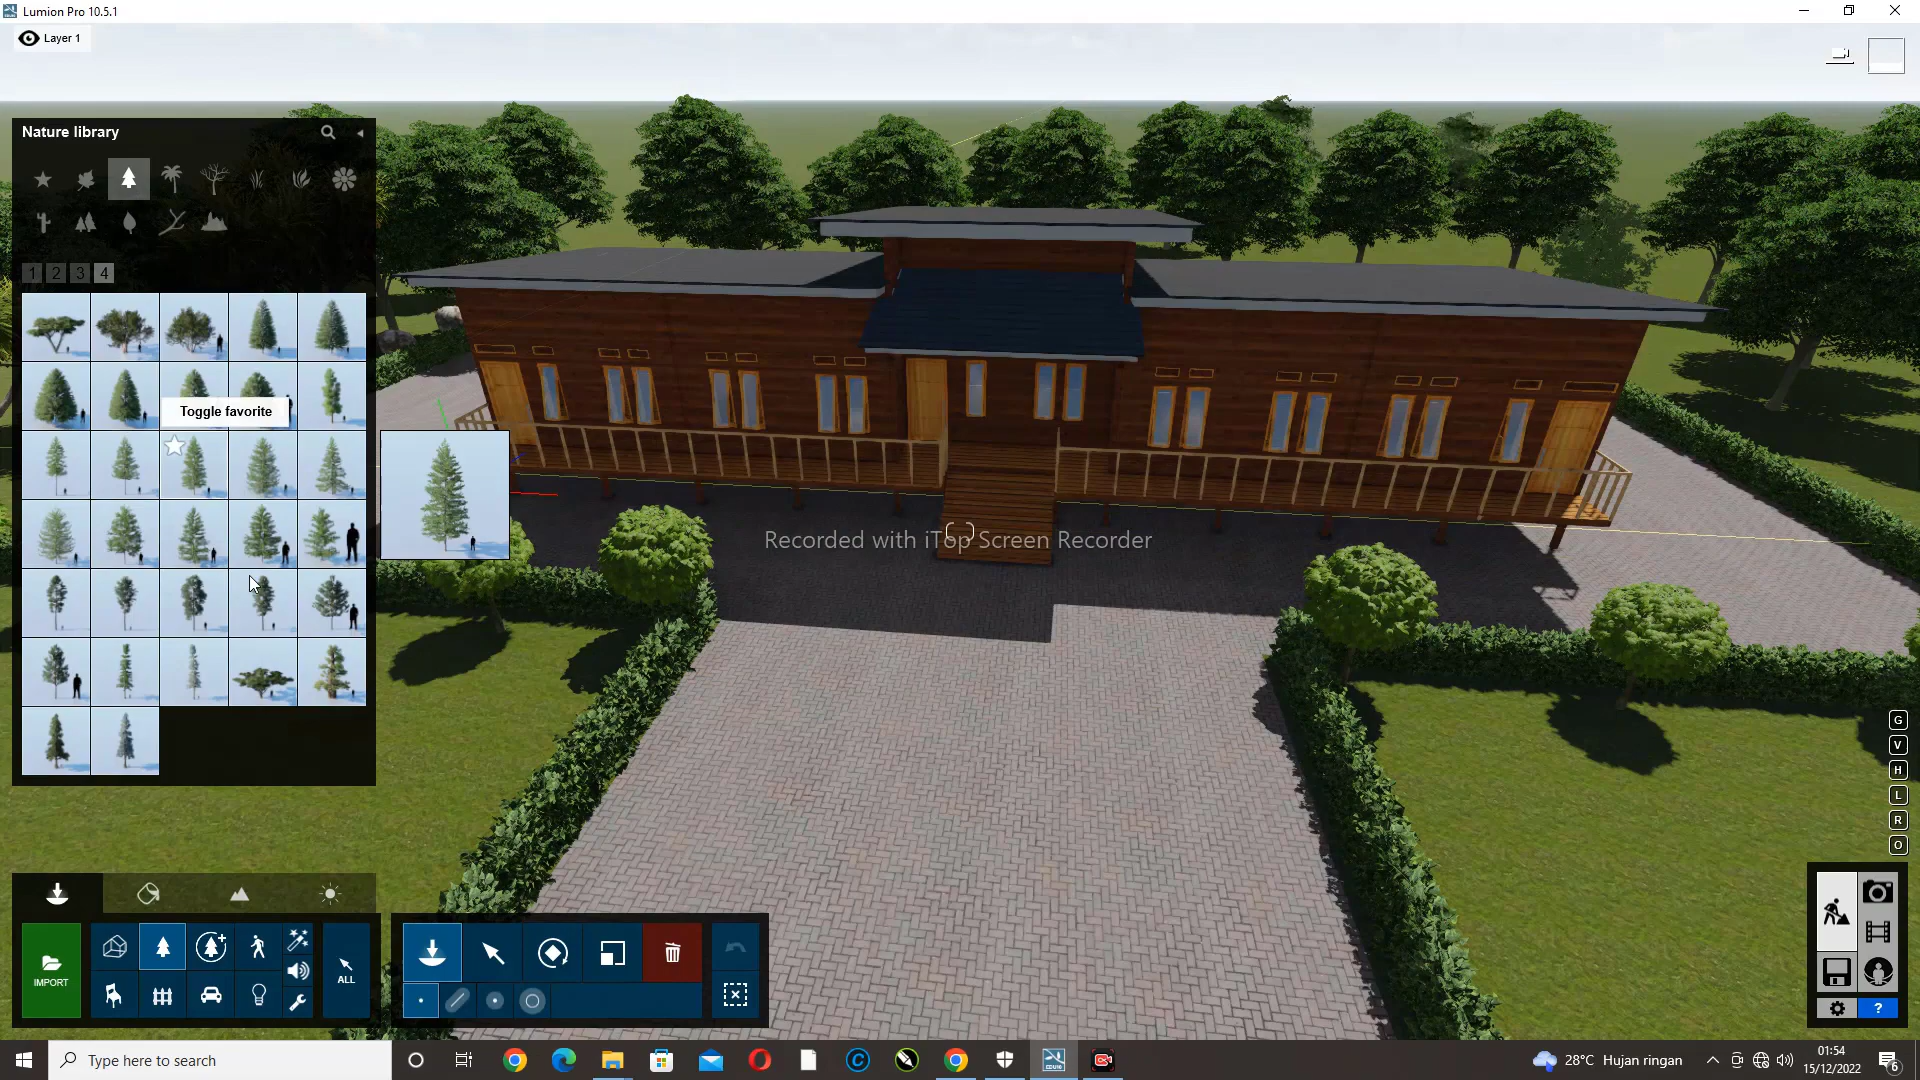 Lumion Pro 10.5.1
Layer 1
Nature library
1 2 3 4
Toggle favorite
Recorded with iTop Screen Recorder
G
V
H
L
R
O
IMPORT
ALL
?
Type here to search
28°C Hujan ringan
01:54
15/12/2022
6